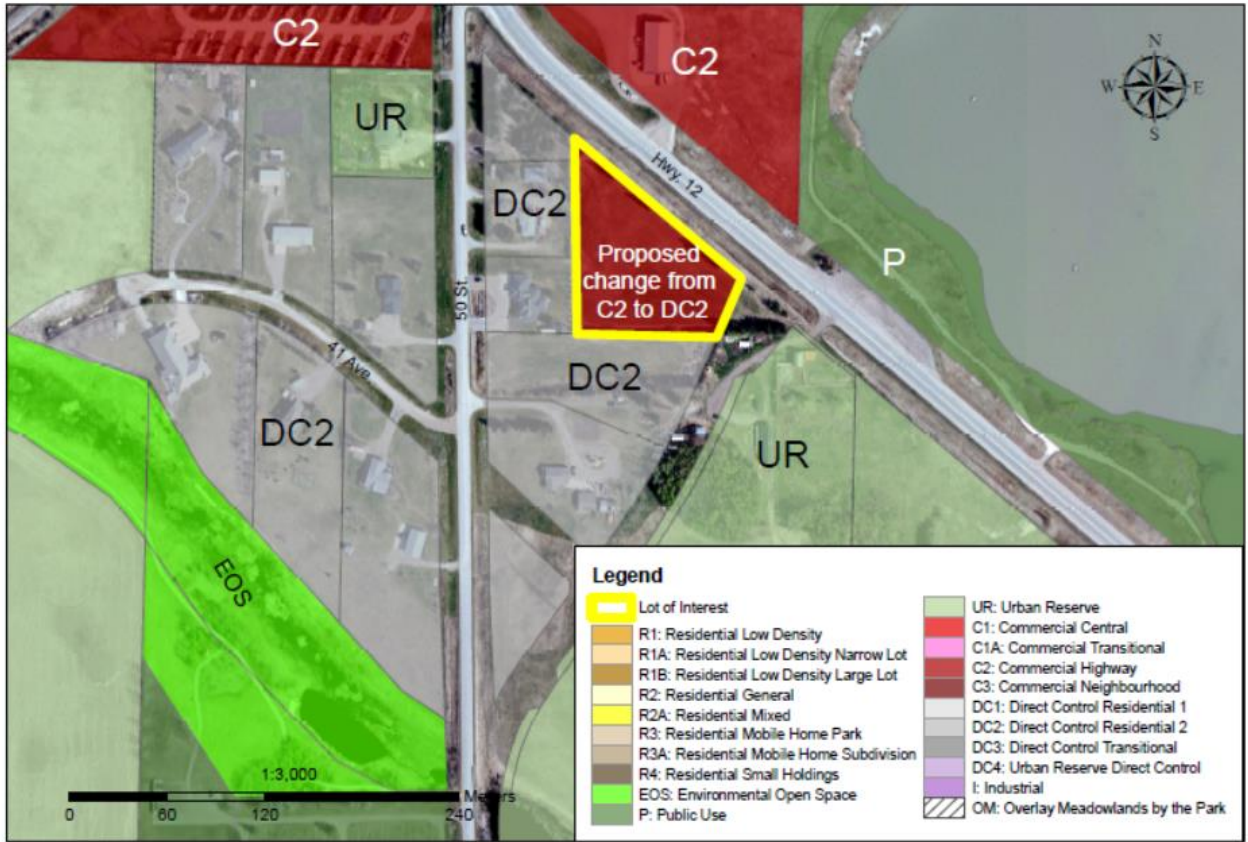 C2
C2
N
W E
S
UR
Hwy. 12
DC2
P
Proposed
change from
C2 to DC2
50 St.
41 Ave.
DC2
DC2
UR
EOS
1:3,000
Meters
0 60 120 240
Legend
Lot of Interest
R1: Residential Low Density
R1A: Residential Low Density Narrow Lot
R1B: Residential Low Density Large Lot
R2: Residential General
R2A: Residential Mixed
R3: Residential Mobile Home Park
R3A: Residential Mobile Home Subdivision
R4: Residential Small Holdings
EOS: Environmental Open Space
P: Public Use
UR: Urban Reserve
C1: Commercial Central
C1A: Commercial Transitional
C2: Commercial Highway
C3: Commercial Neighbourhood
DC1: Direct Control Residential 1
DC2: Direct Control Residential 2
DC3: Direct Control Transitional
DC4: Urban Reserve Direct Control
I: Industrial
OM: Overlay Meadowlands by the Park